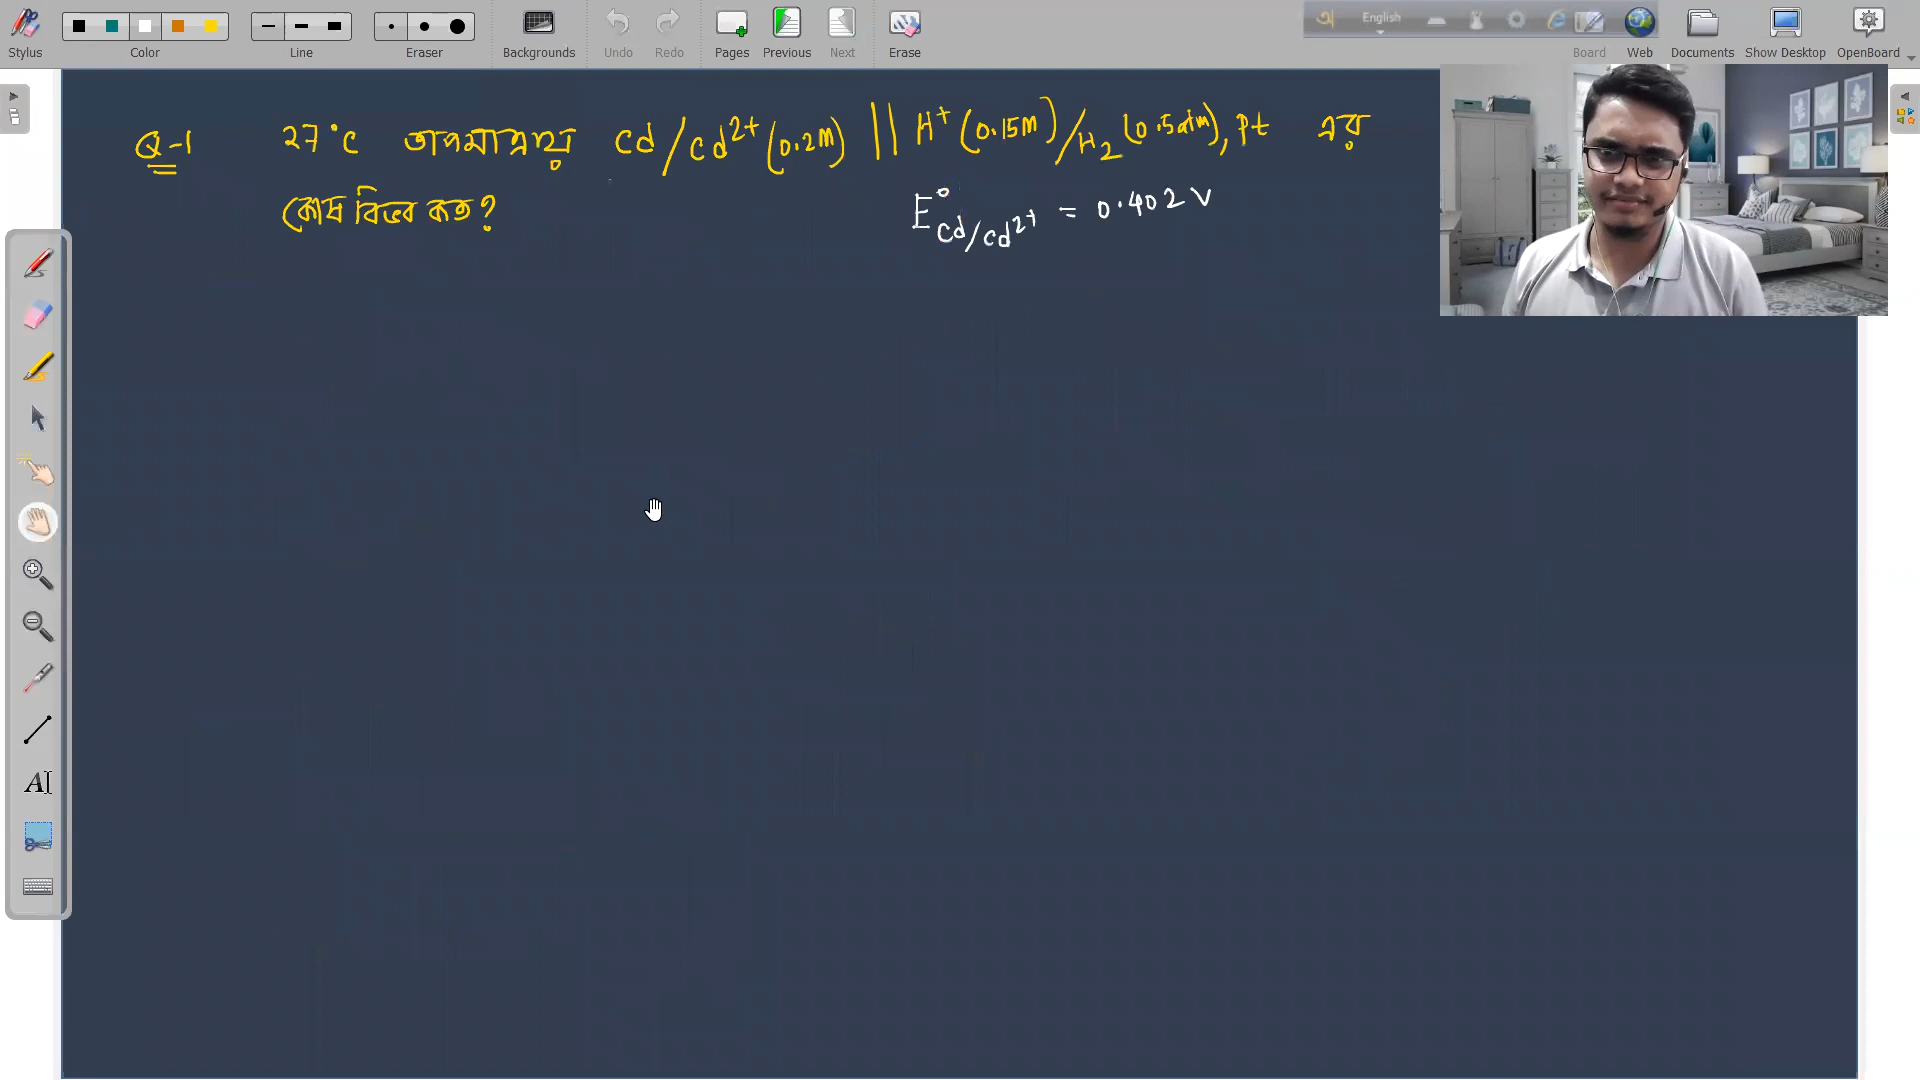 Stylus Color Line Eraser Backgrounds Undo Redo Pages Previous Next Erase Board Web Documents Show Desktop OpenBoard
English
Q-1 27°C তাপমাত্রায় Cd/Cd²⁺(0.2M) || H⁺(0.15M)/H₂(0.5atm), Pt এর
কোষ বিভব কত?
E°Cd/Cd²⁺ = 0.402 V